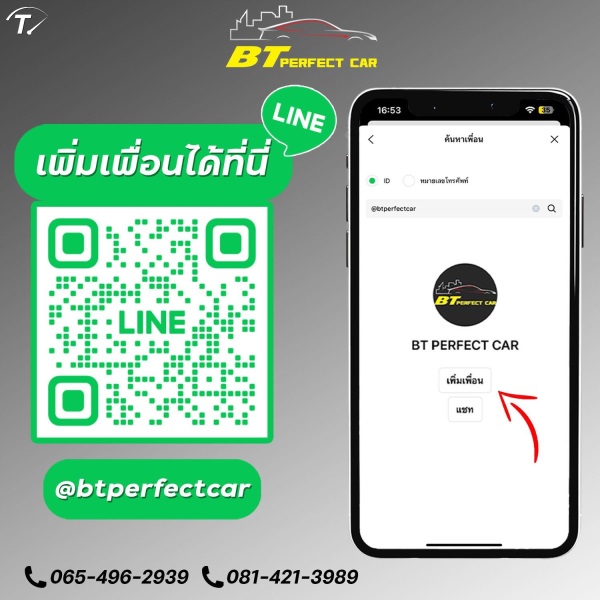 T
BT PERFECT CAR
LINE
เพิ่มเพื่อนได้ที่นี่
LINE
@btperfectcar
16:53
35
ค้นหาเพื่อน
ID
หมายเลขโทรศัพท์
@btperfectcar
BT PERFECT CAR
BT PERFECT CAR
เพิ่มเพื่อน
แชท
065-496-2939
081-421-3989